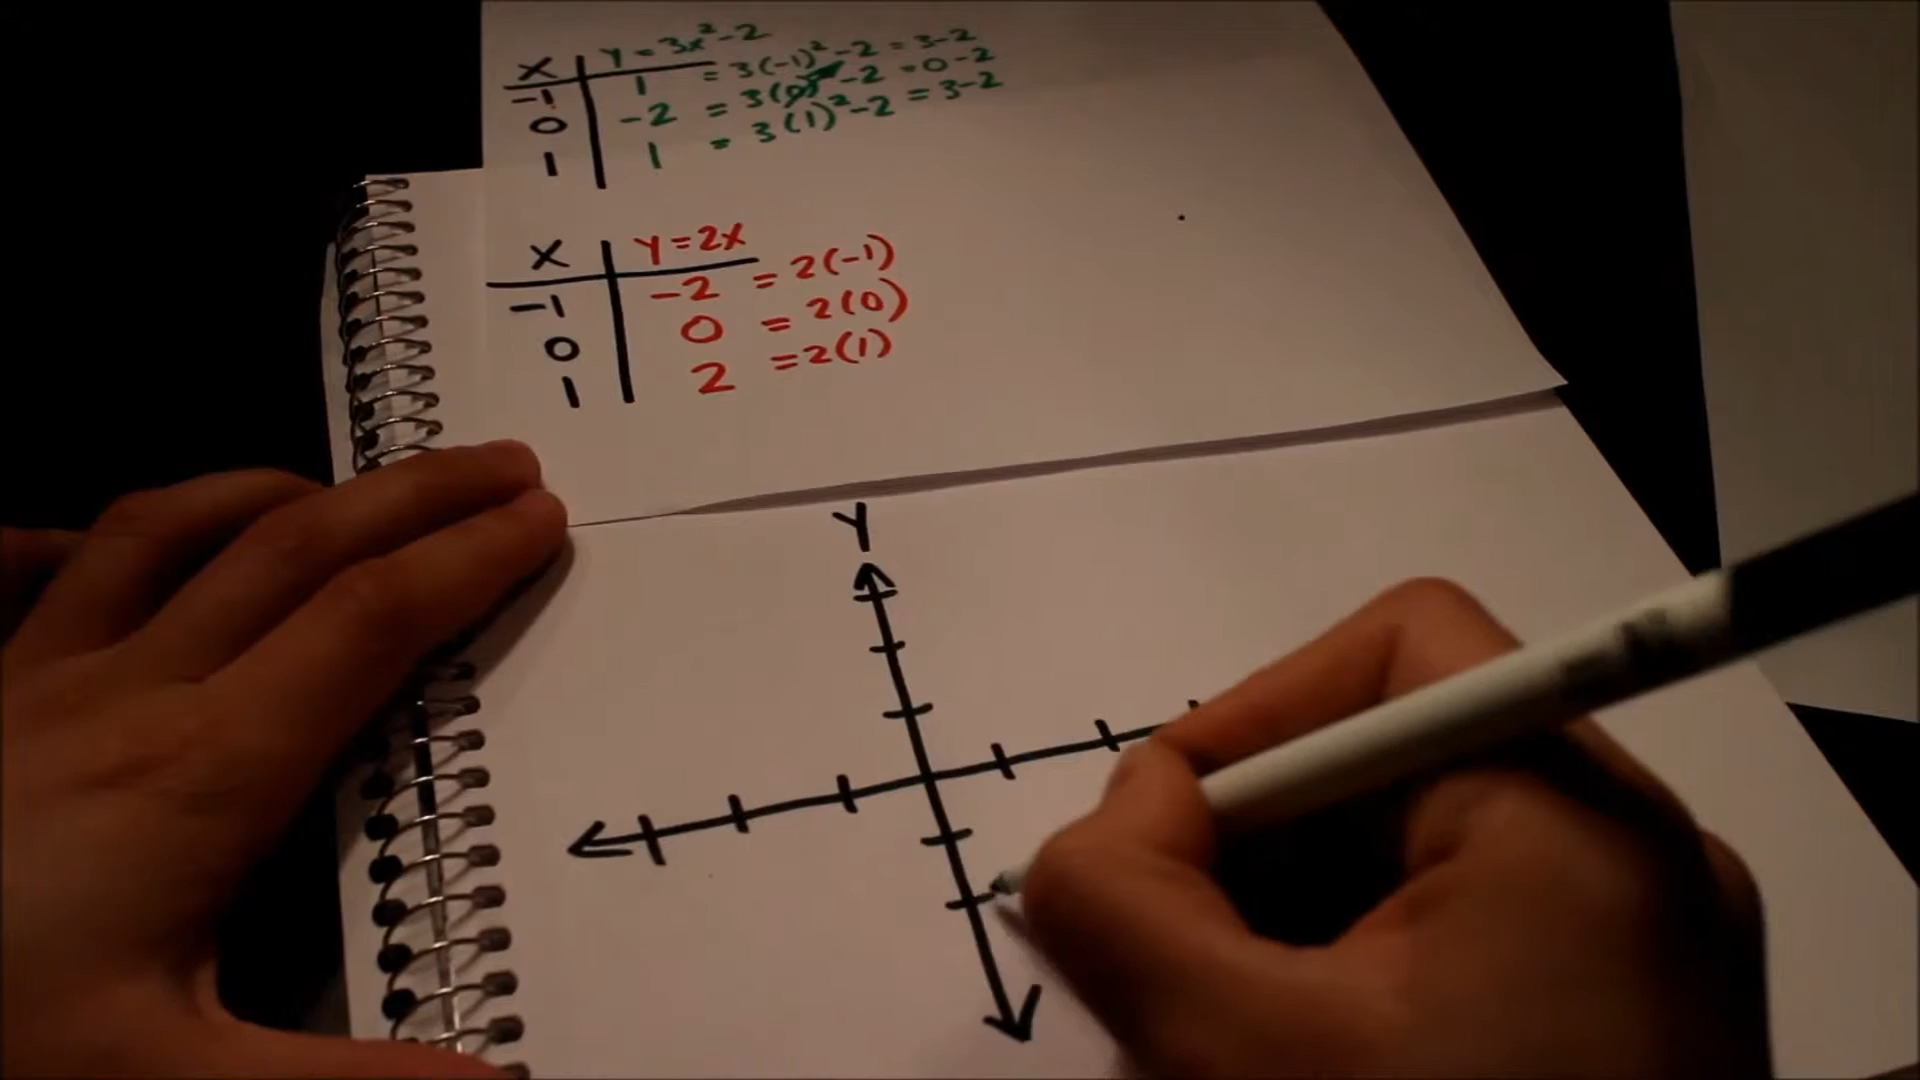 X Y = 3x²-2
-1 1 = 3(-1)²-2 = 3-2
0 -2 = 3(0)²-2 = 0-2
1 1 = 3(1)²-2 = 3-2
X Y=2X
-1 -2 = 2(-1)
0 0 = 2(0)
1 2 =2(1)
Y